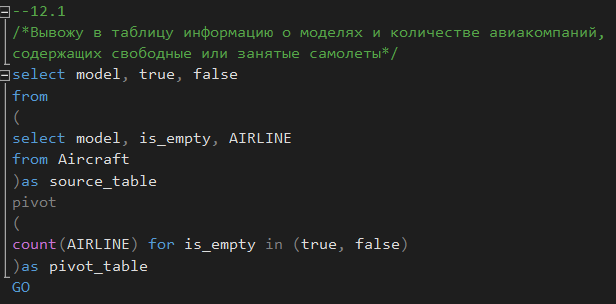 --12.1
/*Вывожу в таблицу информацию о моделях и количестве авиакомпаний,
содержащих свободные или занятые самолеты*/
select model, true, false
from
(
select model, is_empty, AIRLINE
from Aircraft
)as source_table
pivot
(
count(AIRLINE) for is_empty in (true, false)
)as pivot_table
GO